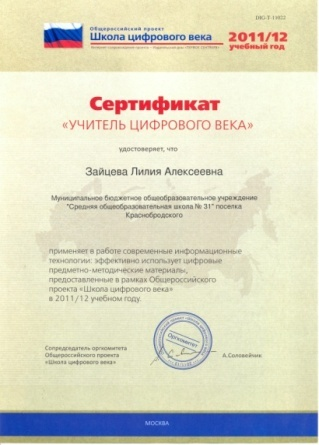 DC-T-11022
Общероссийский проект
Школа цифрового века
2011/12
учебный год
Сертификат
«УЧИТЕЛЬ ЦИФРОВОГО ВЕКА»
удостоверяет, что
Зайцева Лилия Алексеевна
Муниципальное бюджетное общеобразовательное учреждение
"Средняя общеобразовательная школа № 31" поселка
Краснобродского
применяет в работе современные информационные
технологии: эффективно использует цифровые
предметно-методические материалы,
предоставленные в рамках Общероссийского
проекта «Школа цифрового века»
в 2011/12 учебном году.
Сопредседатель оргкомитета
Общероссийского проекта
«Школа цифрового века»
Оргкомитет
А.Соловейчик
МОСКВА